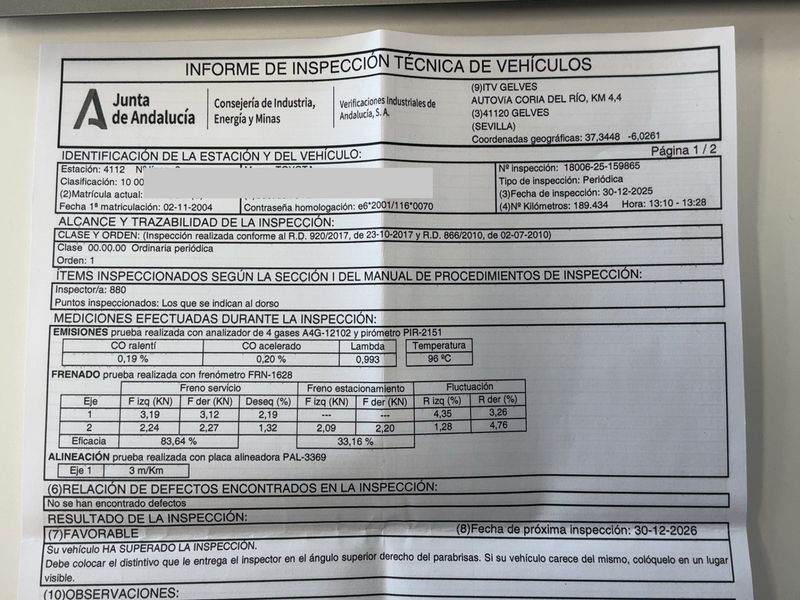 INFORME DE INSPECCIÓN TÉCNICA DE VEHÍCULOS
Junta de Andalucía
Consejería de Industria, Energía y Minas
Verificaciones Industriales de Andalucía, S. A.
(9)ITV GELVES
AUTOVíA CORIA DEL RÍO, KM 4,4
(3)41120 GELVES
(SEVILLA)
Coordenadas geográficas: 37,3448 -6,0261
IDENTIFICACIÓN DE LA ESTACIÓN Y DEL VEHÍCULO: Página 1 / 2
Estación: 4112
Clasificación: 10 00
(2)Matrícula actual:
Fecha 1ª matriculación: 02-11-2004 Contraseña homologación: e6*2001/116*0070
Nº inspección: 18006-25-159865
Tipo de inspección: Periódica
(3)Fecha de inspección: 30-12-2025
(4)Nº Kilómetros: 189.434 Hora: 13:10 - 13:28
ALCANCE Y TRAZABILIDAD DE LA INSPECCIÓN:
CLASE Y ORDEN: (Inspección realizada conforme al R.D. 920/2017, de 23-10-2017 y R.D. 866/2010, de 02-07-2010)
Clase 00.00.00 Ordinaria periódica
Orden: 1
ÍTEMS INSPECCIONADOS SEGÚN LA SECCIÓN I DEL MANUAL DE PROCEDIMIENTOS DE INSPECCIÓN:
Inspector/a: 880
Puntos inspeccionados: Los que se indican al dorso
MEDICIONES EFECTUADAS DURANTE LA INSPECCIÓN:
EMISIONES prueba realizada con analizador de 4 gases A4G-12102 y pirómetro PIR-2151
CO ralentí CO acelerado Lambda Temperatura
0,19 % 0,20 % 0,993 96 ºC
FRENADO prueba realizada con frenómetro FRN-1628
Freno servicio Freno estacionamiento Fluctuación
Eje F izq (KN) F der (KN) Deseq (%) F izq (KN) F der (KN) R izq (%) R der (%)
1 3,19 3,12 2,19 --- --- 4,35 3,26
2 2,24 2,27 1,32 2,09 2,20 1,28 4,76
Eficacia 83,64 % 33,16 %
ALINEACIÓN prueba realizada con placa alineadora PAL-3369
Eje 1 3 m/Km
(6)RELACIÓN DE DEFECTOS ENCONTRADOS EN LA INSPECCIÓN:
No se han encontrado defectos
RESULTADO DE LA INSPECCIÓN:
(7)FAVORABLE (8)Fecha de próxima inspección: 30-12-2026
Su vehículo HA SUPERADO LA INSPECCIÓN.
Debe colocar el distintivo que le entrega el inspector en el ángulo superior derecho del parabrisas. Si su vehículo carece del mismo, colóquelo en un lugar
visible.
(10)OBSERVACIONES: